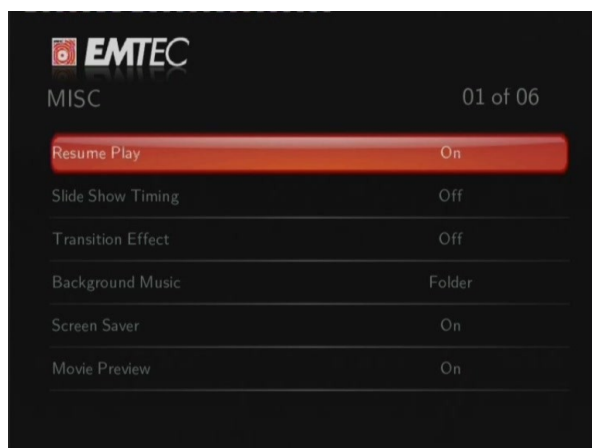 EMTEC
MISC 01 of 06
Resume Play On
Slide Show Timing Off
Transition Effect Off
Background Music Folder
Screen Saver On
Movie Preview On